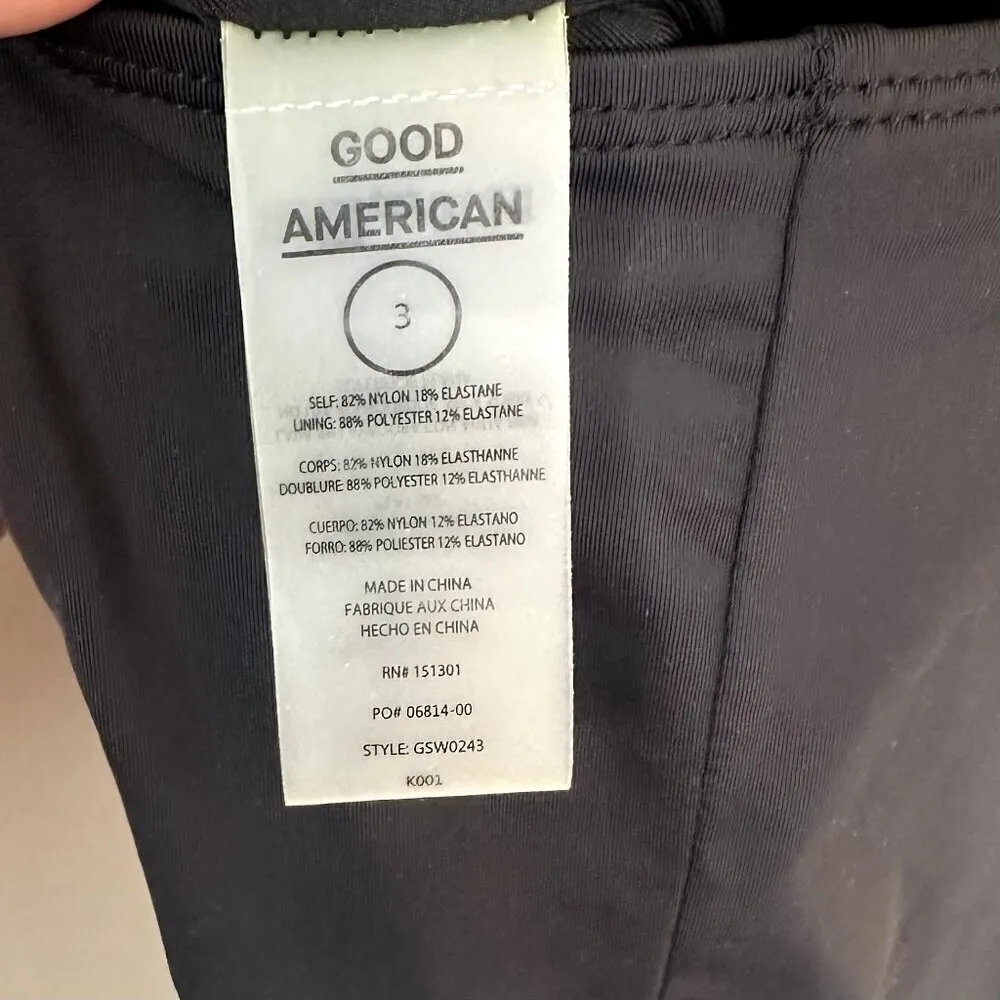 GOOD
AMERICAN
3
SELF: 82% NYLON 18% ELASTANE
LINING: 88% POLYESTER 12% ELASTANE
CORPS: 82% NYLON 18% ELASTHANNE
DOUBLURE: 88% POLYESTER 12% ELASTHANNE
CUERPO: 82% NYLON 12% ELASTANO
FORRO: 88% POLIESTER 12% ELASTANO
MADE IN CHINA
FABRIQUE AUX CHINA
HECHO EN CHINA
RN# 151301
PO# 06814-00
STYLE: GSW0243
K001